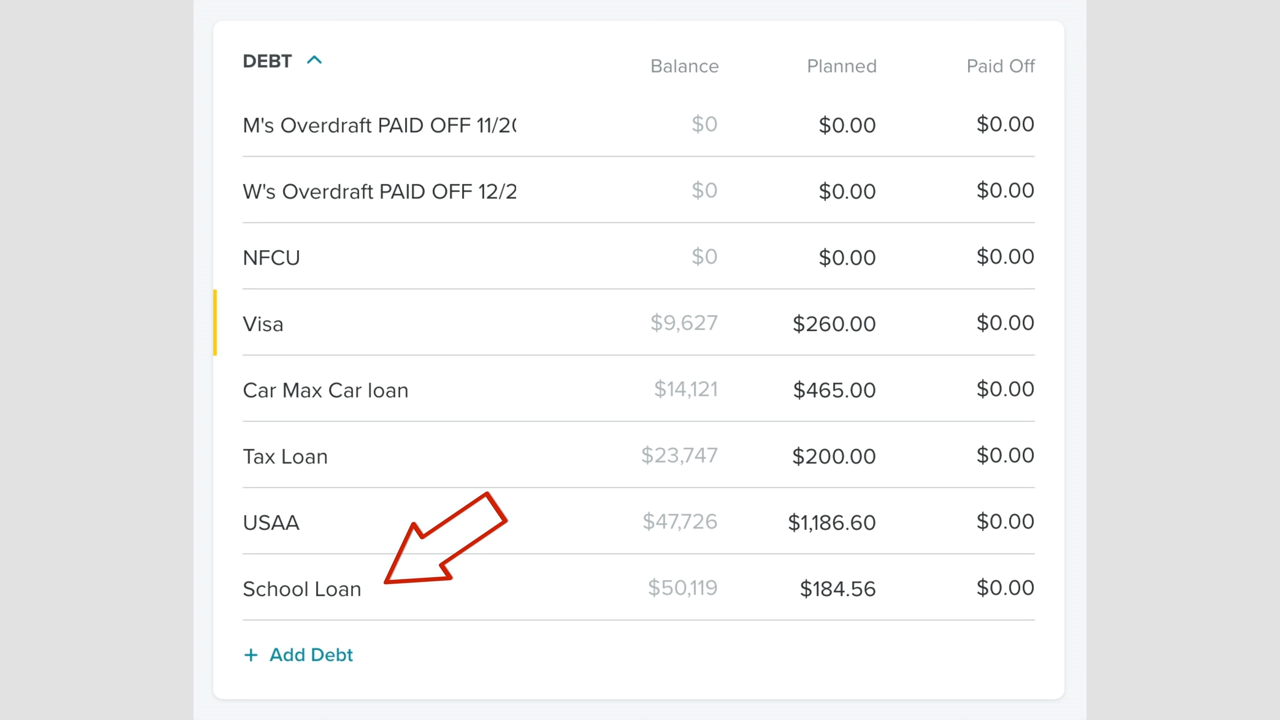 DEBT Balance Planned Paid Off
M's Overdraft PAID OFF 11/20 $0 $0.00 $0.00
W's Overdraft PAID OFF 12/2 $0 $0.00 $0.00
NFCU $0 $0.00 $0.00
Visa $9,627 $260.00 $0.00
Car Max Car loan $14,121 $465.00 $0.00
Tax Loan $23,747 $200.00 $0.00
USAA $47,726 $1,186.60 $0.00
School Loan $50,119 $184.56 $0.00
+ Add Debt